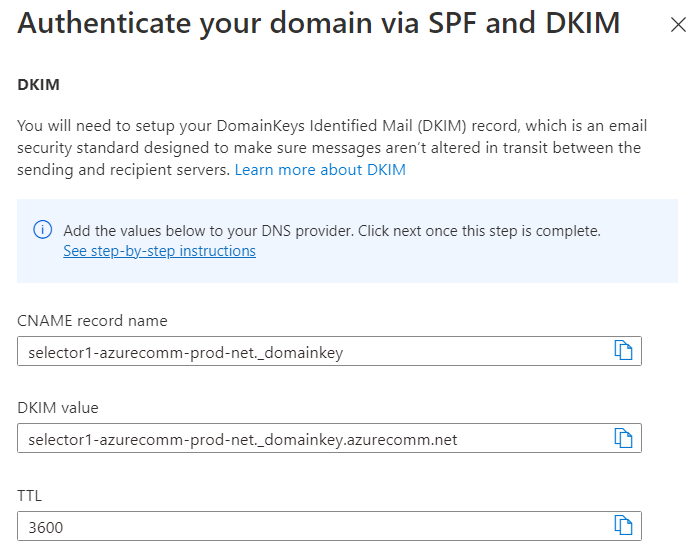 Authenticate your domain via SPF and DKIM
DKIM
You will need to setup your DomainKeys Identified Mail (DKIM) record, which is an email
security standard designed to make sure messages aren't altered in transit between the
sending and recipient servers. Learn more about DKIM
Add the values below to your DNS provider. Click next once this step is complete.
See step-by-step instructions
CNAME record name
selector1-azurecomm-prod-net._domainkey
DKIM value
selector1-azurecomm-prod-net._domainkey.azurecomm.net
TTL
3600